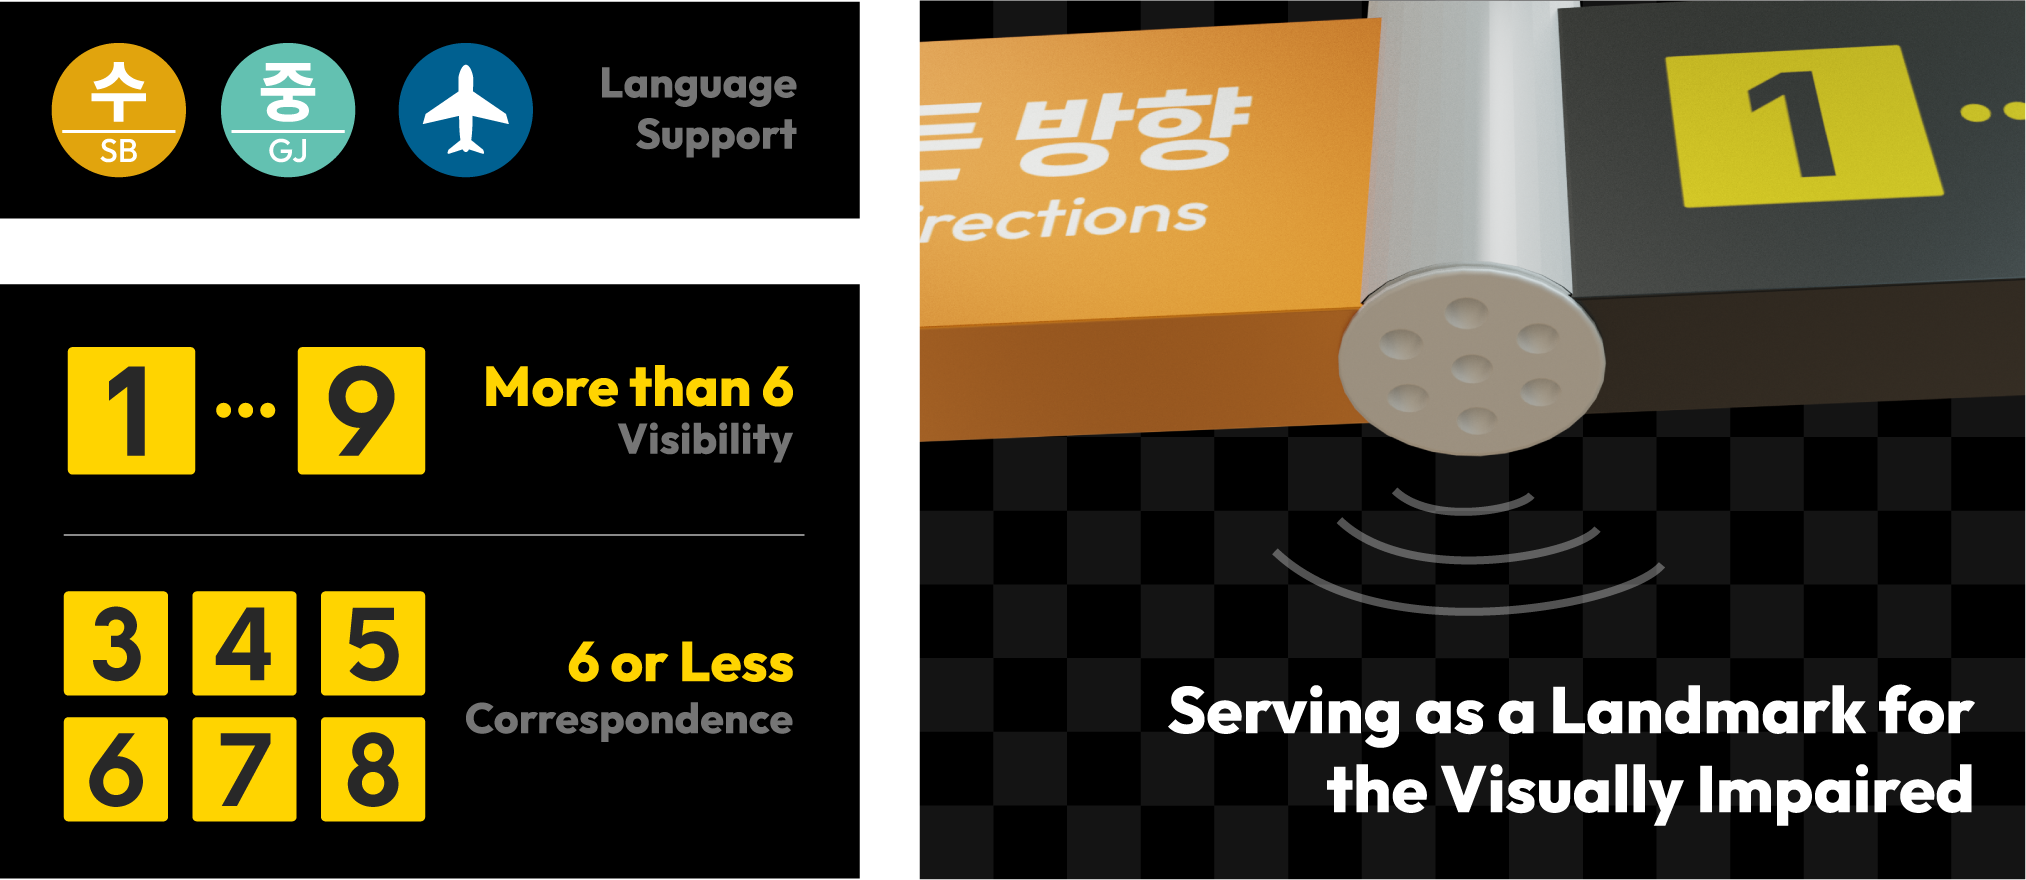 수
SB
중
GJ
Language
Support
1
9
More than 6
Visibility
3 4 5
6 7 8
6 or Less
Correspondence
방향
rections
1
Serving as a Landmark for
the Visually Impaired